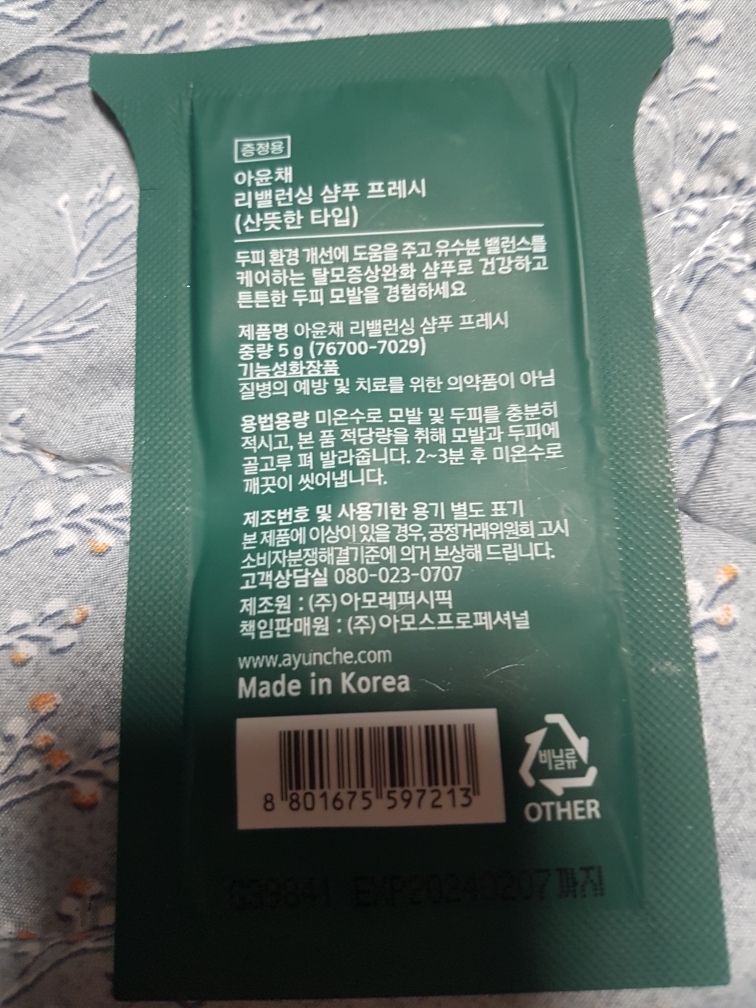 증정용
아윤채
리밸런싱 샴푸 프레시
(산뜻한 타입)
두피 환경 개선에 도움을 주고 유수분 밸런스를
케어하는 탈모증상완화 샴푸로 건강하고
튼튼한 두피 모발을 경험하세요
제품명 아윤채 리밸런싱 샴푸 프레시
중량 5 g (76700-7029)
기능성화장품
질병의 예방 및 치료를 위한 의약품이 아님
용법용량 미온수로 모발 및 두피를 충분히
적시고, 본 품 적당량을 취해 모발과 두피에
골고루 펴 발라줍니다. 2~3분 후 미온수로
깨끗이 씻어냅니다.
제조번호 및 사용기한 용기 별도 표기
본 제품에 이상이 있을 경우, 공정거래위원회 고시
소비자분쟁해결기준에 의거 보상해 드립니다.
고객상담실 080-023-0707
제조원 : (주)아모레퍼시픽
책임판매원 : (주)아모스프로페셔널
www.ayunche.com
Made in Korea
8 801675 597213
비닐류
OTHER
G39841 EXP20240207까지